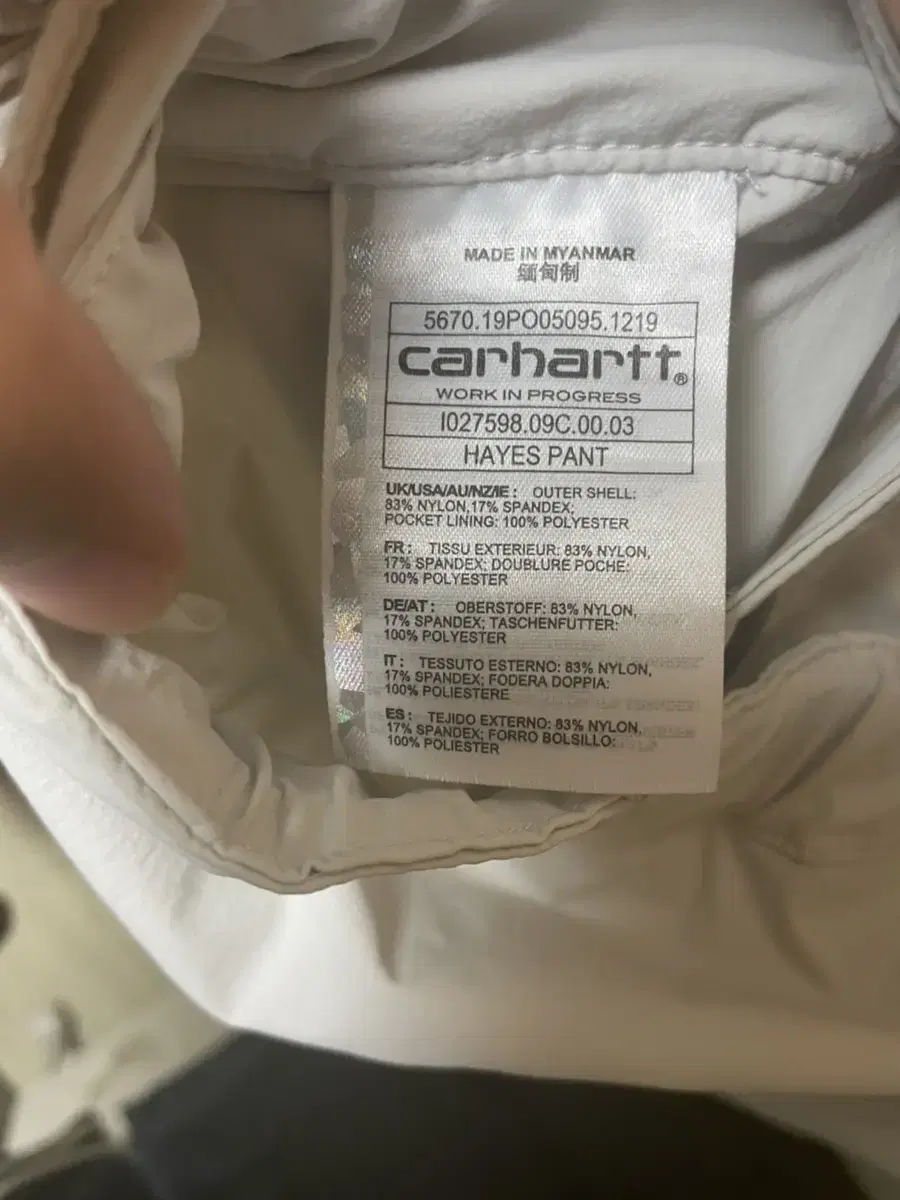 MADE IN MYANMAR
缅甸制
5670.19PO05095.1219
carhartt®
WORK IN PROGRESS
I027598.09C.00.03
HAYES PANT
UK/USA/AU/NZ/IE: OUTER SHELL:
83% NYLON,17% SPANDEX;
POCKET LINING: 100% POLYESTER
FR: TISSU EXTERIEUR: 83% NYLON,
17% SPANDEX; DOUBLURE POCHE:
100% POLYESTER
DE/AT: OBERSTOFF: 83% NYLON,
17% SPANDEX; TASCHENFUTTER:
100% POLYESTER
IT: TESSUTO ESTERNO: 83% NYLON,
17% SPANDEX; FODERA DOPPIA:
100% POLIESTERE
ES: TEJIDO EXTERNO: 83% NYLON,
17% SPANDEX; FORRO BOLSILLO:
100% POLIESTER